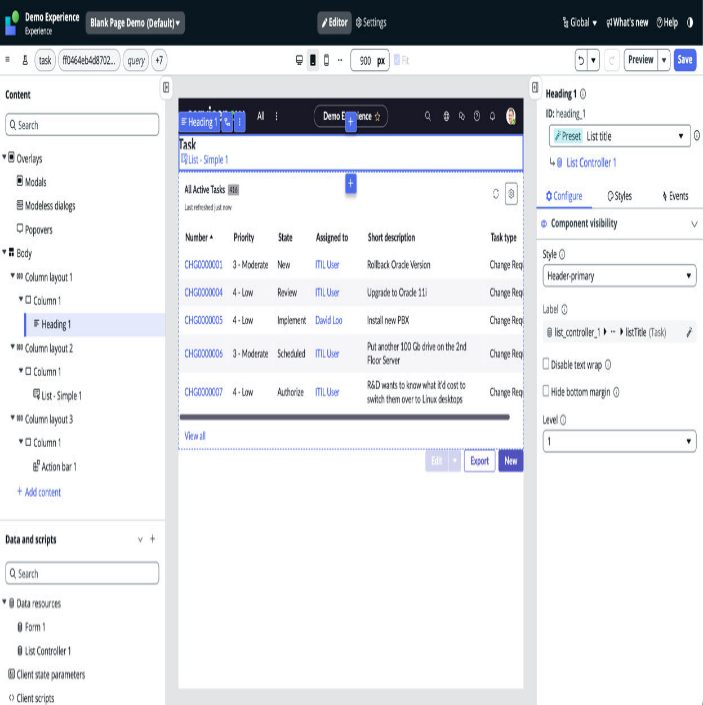 Demo Experience
Experience
Blank Page Demo (Default) ▾
Editor
Settings
Global ▾
What's new
Help
task
ff0464eb4d8702...
query
+7
900 px
Fit
Preview
Save
Content
Search
Overlays
Modals
Modeless dialogs
Popovers
Body
Column layout 1
Column 1
Heading 1
Column layout 2
Column 1
List - Simple 1
Column layout 3
Column 1
Action bar 1
+ Add content
Data and scripts
Search
Data resources
Form 1
List Controller 1
Client state parameters
Client scripts
Heading 1
All
Demo E
ence
Task
List - Simple 1
All Active Tasks 416
Last refreshed just now.
Number Priority State Assigned to Short description Task type
CHG0000001 3 - Moderate New ITIL User Rollback Oracle Version Change Req
CHG0000004 4 - Low Review ITIL User Upgrade to Oracle 11i Change Req
CHG0000005 4 - Low Implement David Loo Install new PBX Change Req
CHG0000006 3 - Moderate Scheduled ITIL User Put another 100 Gb drive on the 2nd Floor Server Change Req
CHG0000007 4 - Low Authorize ITIL User R&D wants to know what it'd cost to switch them over to Linux desktops Change Req
View all
Edit
Export
New
Heading 1
ID: heading_1
Preset List title
List Controller 1
Configure
Styles
Events
Component visibility
Style
Header-primary
Label
list_controller_1 ▸ ·· ▸ listTitle (Task)
Disable text wrap
Hide bottom margin
Level
1